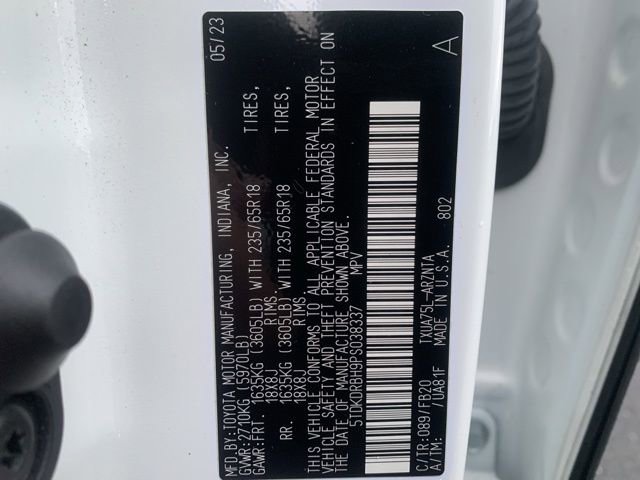 MFD.BY:TOYOTA MOTOR MANUFACTURING, INDIANA, INC. 05/23
GVWR:2710KG (5970LB)
GAWR:FRT. 1635KG (3605LB) WITH 235/65R18 TIRES,
18X8J RIMS,
RR. 1635KG (3605LB) WITH 235/65R18 TIRES,
18X8J RIMS,
THIS VEHICLE CONFORMS TO ALL APPLICABLE FEDERAL MOTOR
VEHICLE SAFETY AND THEFT PREVENTION STANDARDS IN EFFECT ON
THE DATE OF MANUFACTURE SHOWN ABOVE.
5TDKDRBH9PS038337 MPV
A
C/TR:089/FB20 TXUA75L-ARZNTA
A/TM: /UA81F MADE IN U.S.A. 802